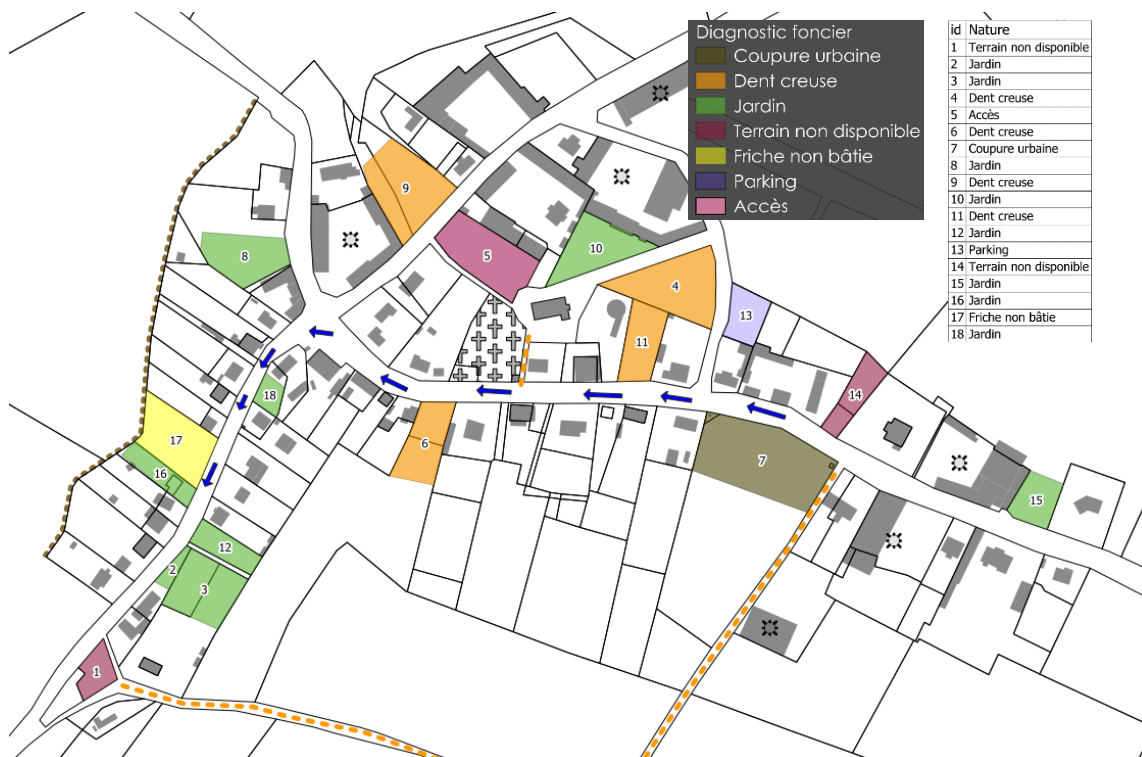 Diagnostic foncier
Coupure urbaine
Dent creuse
Jardin
Terrain non disponible
Friche non bâtie
Parking
Accès
id Nature
1 Terrain non disponible
2 Jardin
3 Jardin
4 Dent creuse
5 Accès
6 Dent creuse
7 Coupure urbaine
8 Jardin
9 Dent creuse
10 Jardin
11 Dent creuse
12 Jardin
13 Parking
14 Terrain non disponible
15 Jardin
16 Jardin
17 Friche non bâtie
18 Jardin
9
8
5
10
4
13
11
14
18
6
17
7
16
15
12
2
3
1